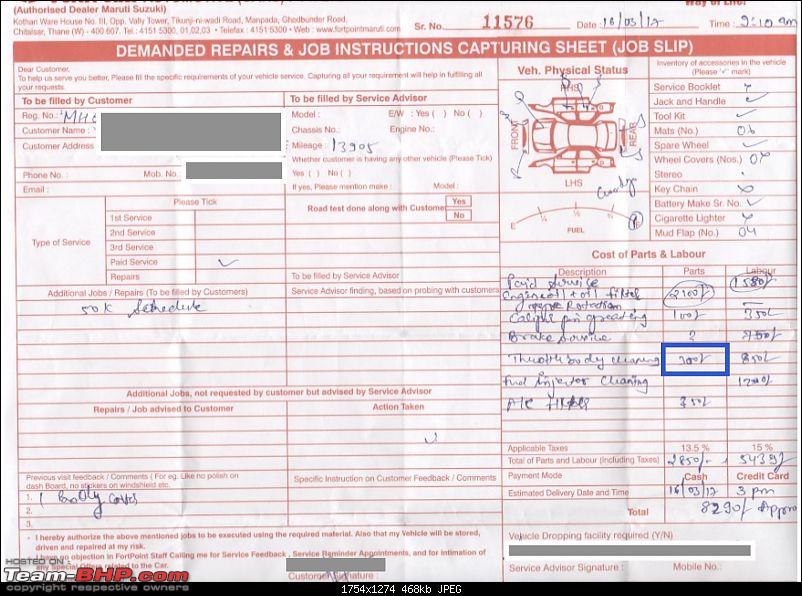 (Authorised Dealer Maruti Suzuki)
Kothari Ware House No. III, Opp. Vally Tower, Tikunji-ni-wadi Road, Manpada, Ghodbunder Road,
Chitalsar, Thane (W) - 400 607. Tel : 4151 5300, 01,02,03 • Telefax : 4151 5300 • Web : www.fortpointmaruti.com
Way of Life!
Sr. No. 11576 Date : 16/03/17 Time : 9:10 am
DEMANDED REPAIRS & JOB INSTRUCTIONS CAPTURING SHEET (JOB SLIP)
Dear Customer,
To help us serve you better, Please fill the specific requirements of your vehicle service. Capturing all your requirement will help in fulfilling all
your requests.
To be filled by Customer
Reg. No. : MH
Customer Name :
Customer Address
Phone No. : Mob. No. :
Email :
To be filled by Service Advisor
Model : E/W : Yes ( ) No ( )
Chassis No.: Engine No.:
Mileage :
Whether customer is having any other vehicle (Please Tick)
Yes ( ) No ( )
If yes, Please mention make : Model :
Veh. Physical Status
RHS
FRONT
REAR
LHS
E ½ F
FUEL
Inventory of accessories in the vehicle
(Please "✓" mark)
Service Booklet
Jack and Handle ✓
Tool Kit ✓
Mats (No.) 06
Spare Wheel ✓
Wheel Covers (Nos.)
Stereo
Key Chain
Battery Make Sr. No. ✓
Cigarette Lighter
Mud Flap (No.) 04
Please Tick
Type of Service
1st Service
2nd Service
3rd Service
Paid Service ✓
Repairs
Road test done along with Customer Yes
No
To be filled by Service Advisor
Additional Jobs / Repairs (To be filled by Customers)
50K Schedule
Service Advisor finding, based on probing with customers
Additional Jobs, not requested by customer but advised by Service Advisor
Repairs / Job advised to Customer
Action Taken
Cost of Parts & Labour
Description Parts Labour
Paid Service 1580/-
Engine oil + oil filter 2100/-
Caliper pin greasing 100/- 350/-
Brake Service 2
Throttle body cleaning 300/- 850/-
Fuel Injector Cleaning 1200/-
A/C Filter 350/-
Applicable Taxes 13.5 % 15 %
Total of Parts and Labour (Including Taxes) 2850/- 5439/-
Payment Mode Cash Credit Card
Estimated Delivery Date and Time 16/03/17 3 pm
Total 8290/- Approx
Previous visit feedback / Comments ( For eg. Like no polish on
dash Board, no stickers on windshield etc.
1. Body
2.
3.
Specific Instruction on Customer Feedback / Comments
• I hereby authorize the above mentioned jobs to be executed using the required material. Also that my Vehicle will be stored,
driven and repaired at my risk.
• I have no objection in FortPoint Staff Calling me for Service Feedback , Service Reminder Appointments, and for intimation of
any Special Offers related to the Car.
Customer Signature :
Vehicle Dropping facility required (Y/N)
Service Advisor Signature : Mobile No.:
HOSTED ON
Team-BHP.com
copyright respective owners
1754x1274 468kb JPEG